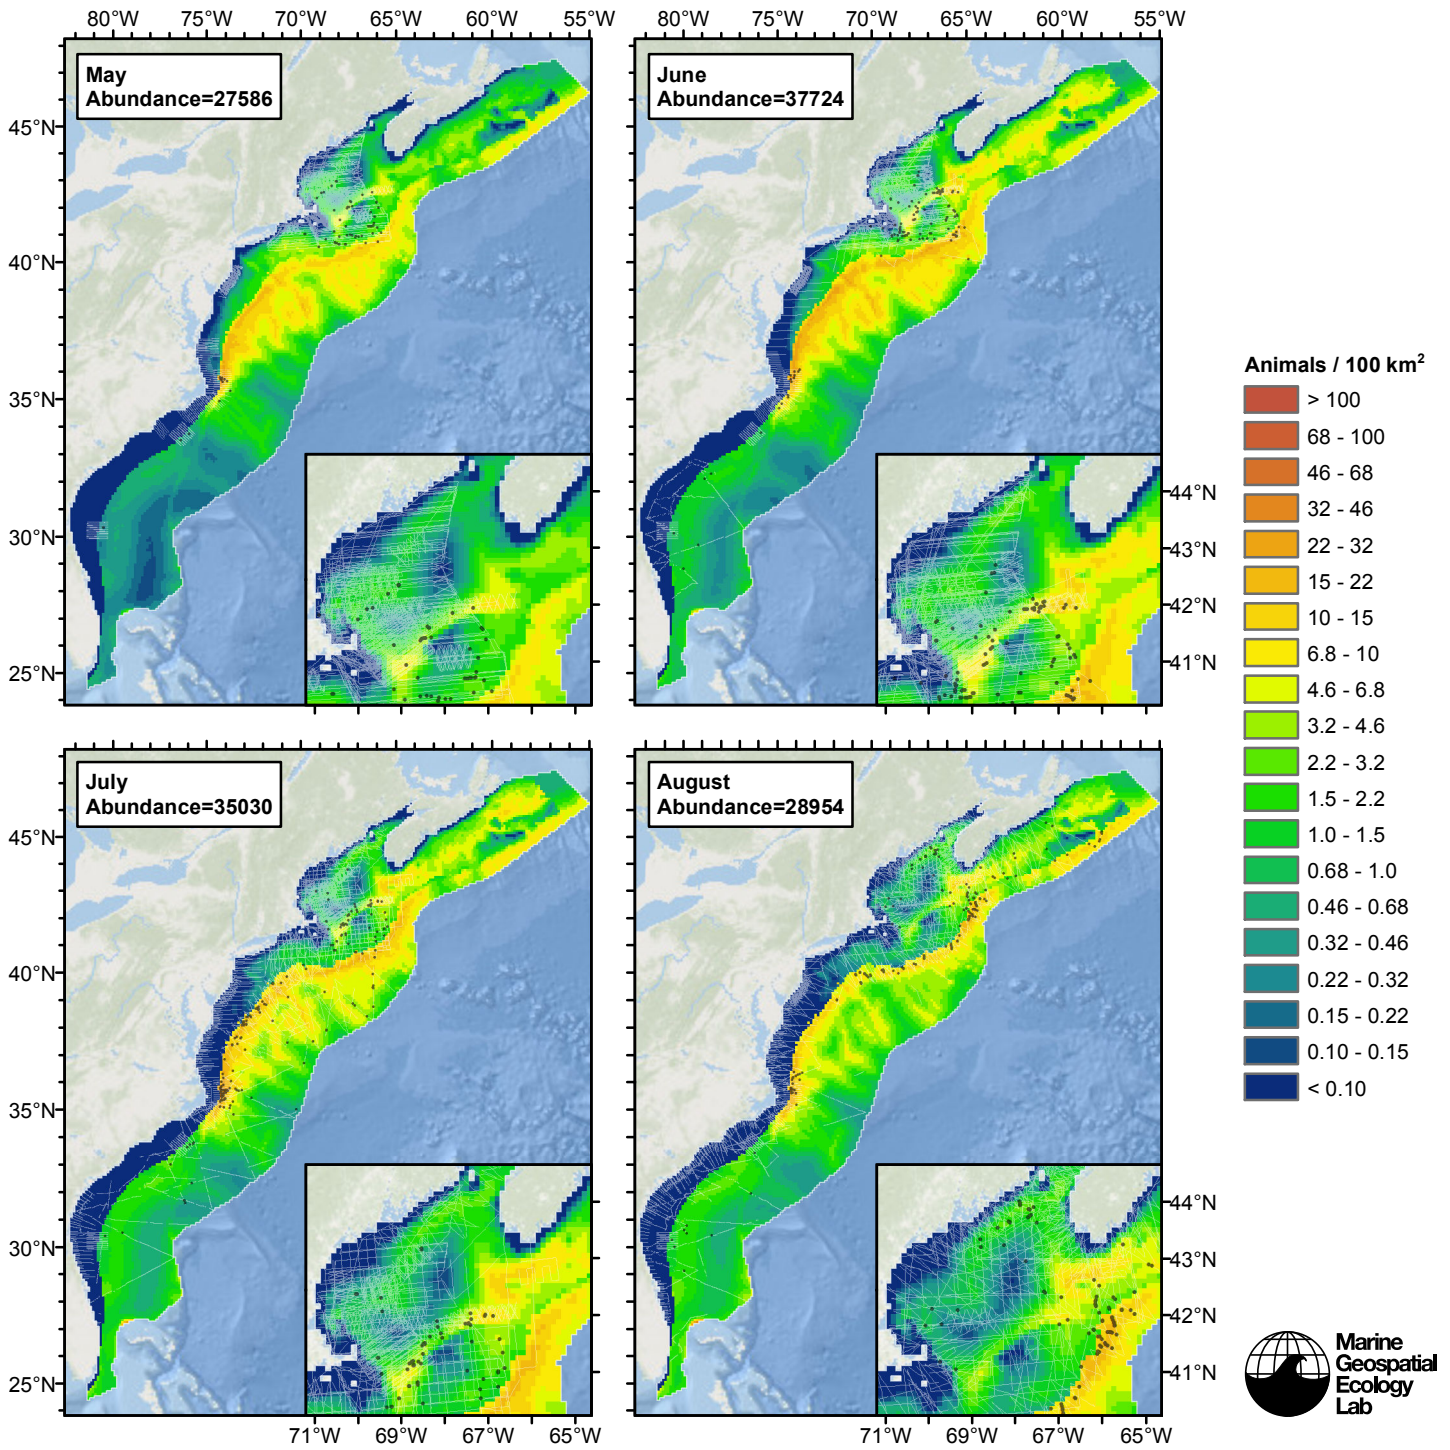 80°W 75°W 70°W 65°W 60°W 55°W
80°W 75°W 70°W 65°W 60°W 55°W
May
Abundance=27586
June
Abundance=37724
45°N
40°N
35°N
30°N
25°N
44°N
43°N
42°N
41°N
Animals / 100 km²
> 100
68 - 100
46 - 68
32 - 46
22 - 32
15 - 22
10 - 15
6.8 - 10
4.6 - 6.8
3.2 - 4.6
2.2 - 3.2
1.5 - 2.2
1.0 - 1.5
0.68 - 1.0
0.46 - 0.68
0.32 - 0.46
0.22 - 0.32
0.15 - 0.22
0.10 - 0.15
< 0.10
July
Abundance=35030
August
Abundance=28954
45°N
40°N
35°N
30°N
25°N
44°N
43°N
42°N
41°N
71°W 69°W 67°W 65°W
71°W 69°W 67°W 65°W
Marine
Geospatial
Ecology
Lab